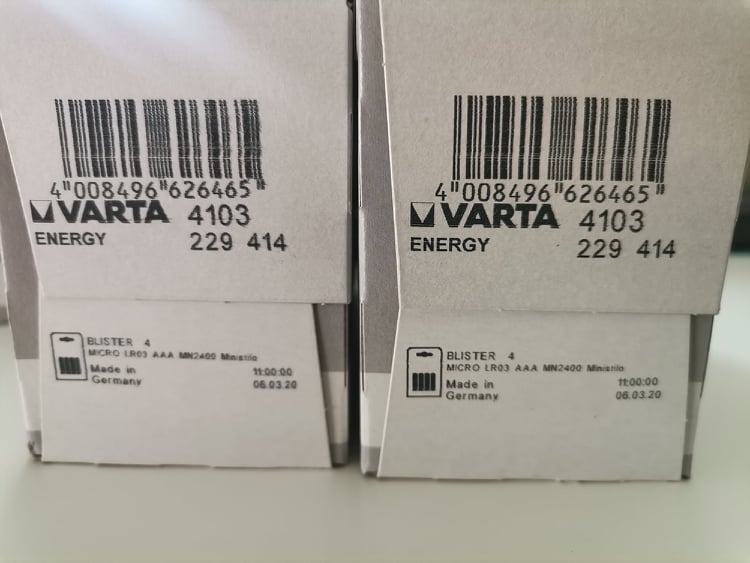 4"008496"626465"
VARTA 4103
ENERGY 229 414
BLISTER 4
MICRO LR03 AAA MN2400 Ministilo
Made in 11:00:00
Germany 06.03.20
4"008496"626465"
VARTA 4103
ENERGY 229 414
BLISTER 4
MICRO LR03 AAA MN2400 Ministilo
Made in 11:00:00
Germany 06.03.20